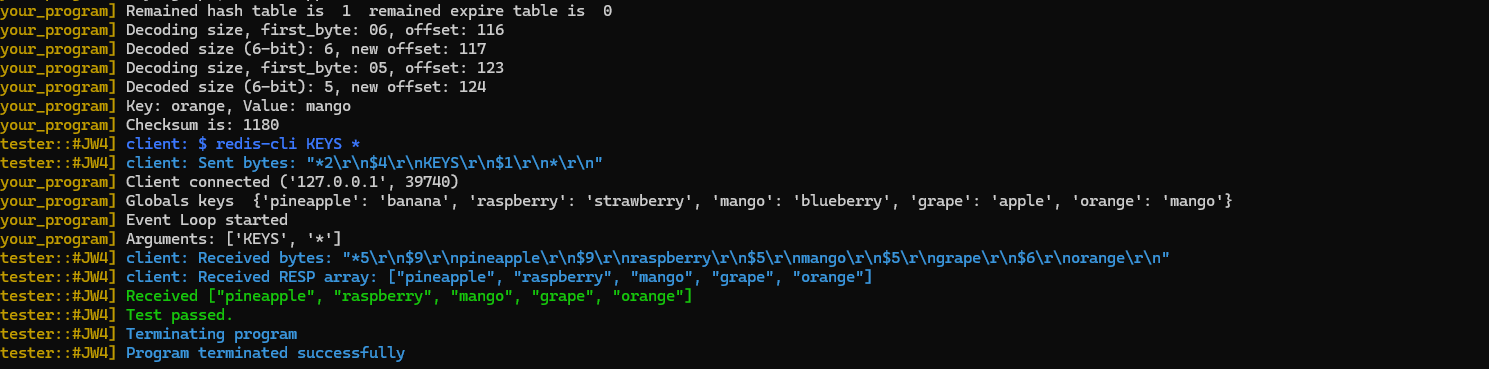 your_program] Remained hash table is  1  remained expire table is  0
your_program] Decoding size, first_byte: 06, offset: 116
your_program] Decoded size (6-bit): 6, new offset: 117
your_program] Decoding size, first_byte: 05, offset: 123
your_program] Decoded size (6-bit): 5, new offset: 124
your_program] Key: orange, Value: mango
your_program] Checksum is: 1180
tester::#JW4] client: $ redis-cli KEYS *
tester::#JW4] client: Sent bytes: "*2\r\n$4\r\nKEYS\r\n$1\r\n*\r\n"
your_program] Client connected ('127.0.0.1', 39740)
your_program] Globals keys  {'pineapple': 'banana', 'raspberry': 'strawberry', 'mango': 'blueberry', 'grape': 'apple', 'orange': 'mango'}
your_program] Event Loop started
your_program] Arguments: ['KEYS', '*']
tester::#JW4] client: Received bytes: "*5\r\n$9\r\npineapple\r\n$9\r\nraspberry\r\n$5\r\nmango\r\n$5\r\ngrape\r\n$6\r\norange\r\n"
tester::#JW4] client: Received RESP array: ["pineapple", "raspberry", "mango", "grape", "orange"]
tester::#JW4] Received ["pineapple", "raspberry", "mango", "grape", "orange"]
tester::#JW4] Test passed.
tester::#JW4] Terminating program
tester::#JW4] Program terminated successfully